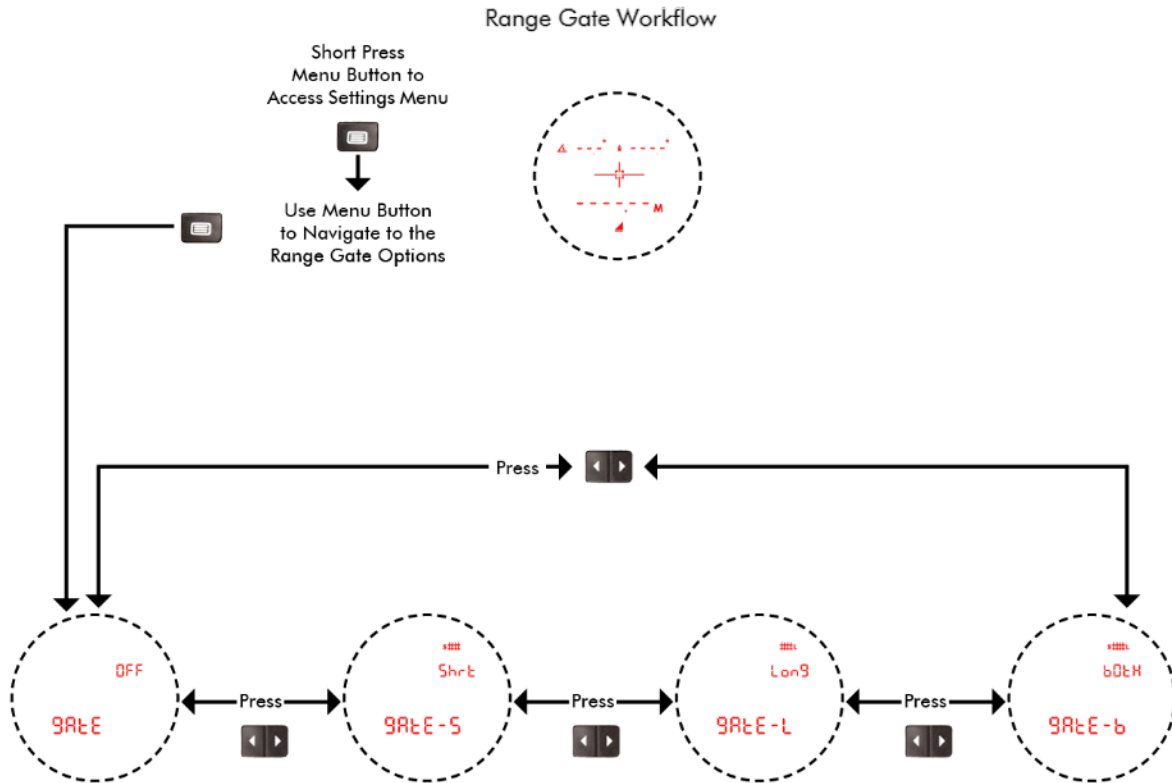 Range Gate Workflow
Short Press
Menu Button to
Access Settings Menu
Use Menu Button
to Navigate to the
Range Gate Options
M
Press
OFF
gAtE
Press
S
Shrt
gAtE-S
Press
L
Long
gAtE-L
Press
S L
bOtH
gAtE-b